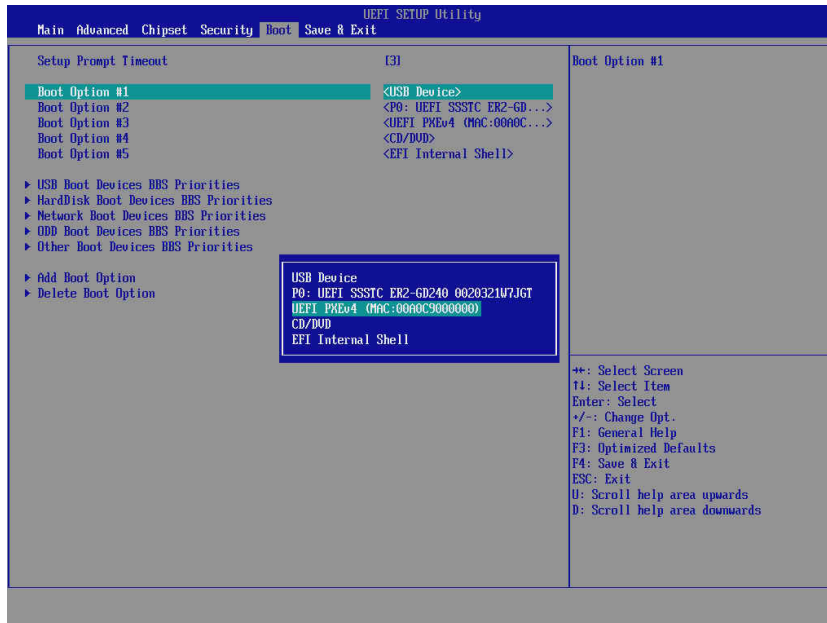 UEFI SETUP Utility
Main Advanced Chipset Security Boot Save & Exit
Setup Prompt Timeout [3]
Boot Option #1 <USB Device>
Boot Option #2 <P0: UEFI SSSTC ER2-GD...>
Boot Option #3 <UEFI PXEv4 (MAC:00A0C...>
Boot Option #4 <CD/DVD>
Boot Option #5 <EFI Internal Shell>
USB Boot Devices BBS Priorities
HardDisk Boot Devices BBS Priorities
Network Boot Devices BBS Priorities
ODD Boot Devices BBS Priorities
Other Boot Devices BBS Priorities
Add Boot Option
Delete Boot Option
USB Device
P0: UEFI SSSTC ER2-GD240 0020321W7JGT
UEFI PXEv4 (MAC:00A0C9000000)
CD/DVD
EFI Internal Shell
Boot Option #1
→←: Select Screen
↑↓: Select Item
Enter: Select
+/-: Change Opt.
F1: General Help
F3: Optimized Defaults
F4: Save & Exit
ESC: Exit
U: Scroll help area upwards
D: Scroll help area downwards